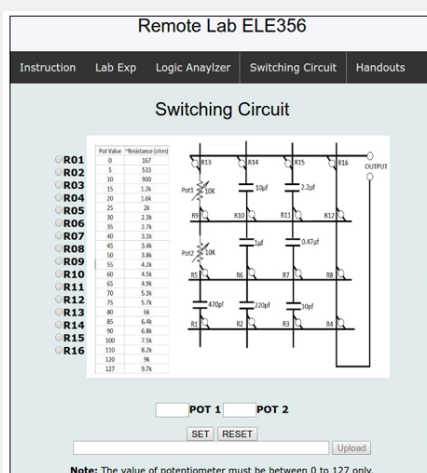 Remote Lab ELE356
Instruction Lab Exp Logic Anaylzer Switching Circuit Handouts
Switching Circuit
R01
R02
R03
R04
R05
R06
R07
R08
R09
R10
R11
R12
R13
R14
R15
R16
Pot Value ~Resistance (ohm)
0 167
5 533
10 900
15 1.2k
20 1.6k
25 2k
30 2.3k
35 2.7k
40 3.1k
45 3.4k
50 3.8k
55 4.2k
60 4.5k
65 4.9k
70 5.3k
75 5.7k
80 6k
85 6.4k
90 6.8k
100 7.5k
110 8.2k
120 9k
127 9.7k
R13 R14 R15 R16 OUTPUT
Pot1 10K 10μf 2.2μf
R9 R10 R11 R12
Pot2 10K 1μf 0.47μf
R5 R6 R7 R8
470pf 220pf 10pf
R1 R2 R3 R4
POT 1 POT 2
SET RESET
Upload
Note: The value of potentiometer must be between 0 to 127 only.